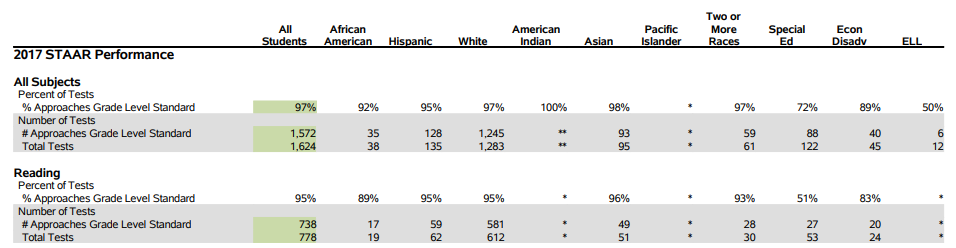 All Students African American Hispanic White American Indian Asian Pacific Islander Two or More Races Special Ed Econ Disadv ELL
2017 STAAR Performance
All Subjects
Percent of Tests
% Approaches Grade Level Standard 97% 92% 95% 97% 100% 98% * 97% 72% 89% 50%
Number of Tests
# Approaches Grade Level Standard 1,572 35 128 1,245 ** 93 * 59 88 40 6
Total Tests 1,624 38 135 1,283 ** 95 * 61 122 45 12
Reading
Percent of Tests
% Approaches Grade Level Standard 95% 89% 95% 95% * 96% * 93% 51% 83% *
Number of Tests
# Approaches Grade Level Standard 738 17 59 581 * 49 * 28 27 20 *
Total Tests 778 19 62 612 * 51 * 30 53 24 *